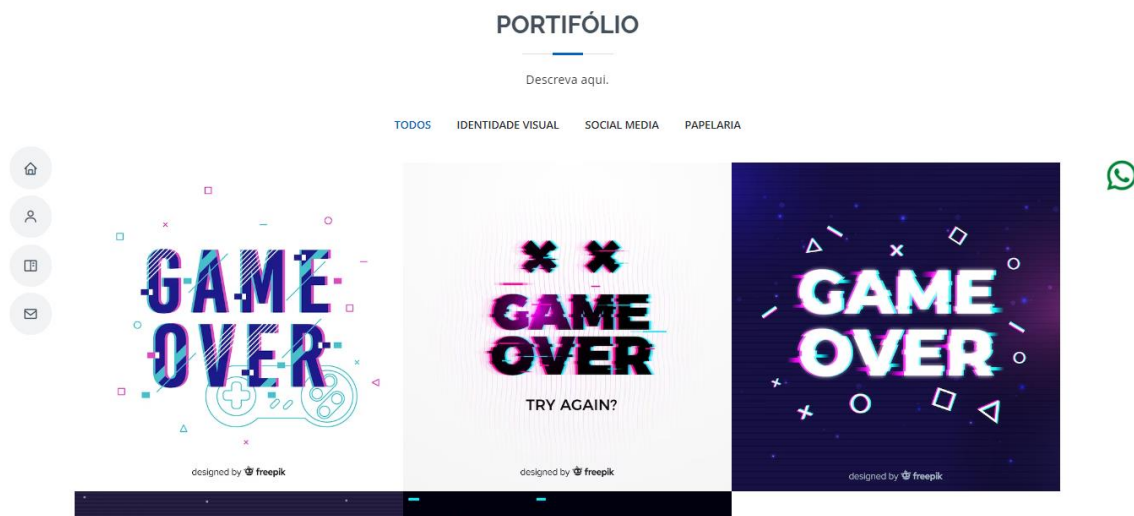 PORTIFÓLIO
Descreva aqui.
TODOS IDENTIDADE VISUAL SOCIAL MEDIA PAPELARIA
GAME
OVER
designed by freepik
GAME
OVER
TRY AGAIN?
designed by freepik
GAME
OVER
designed by freepik